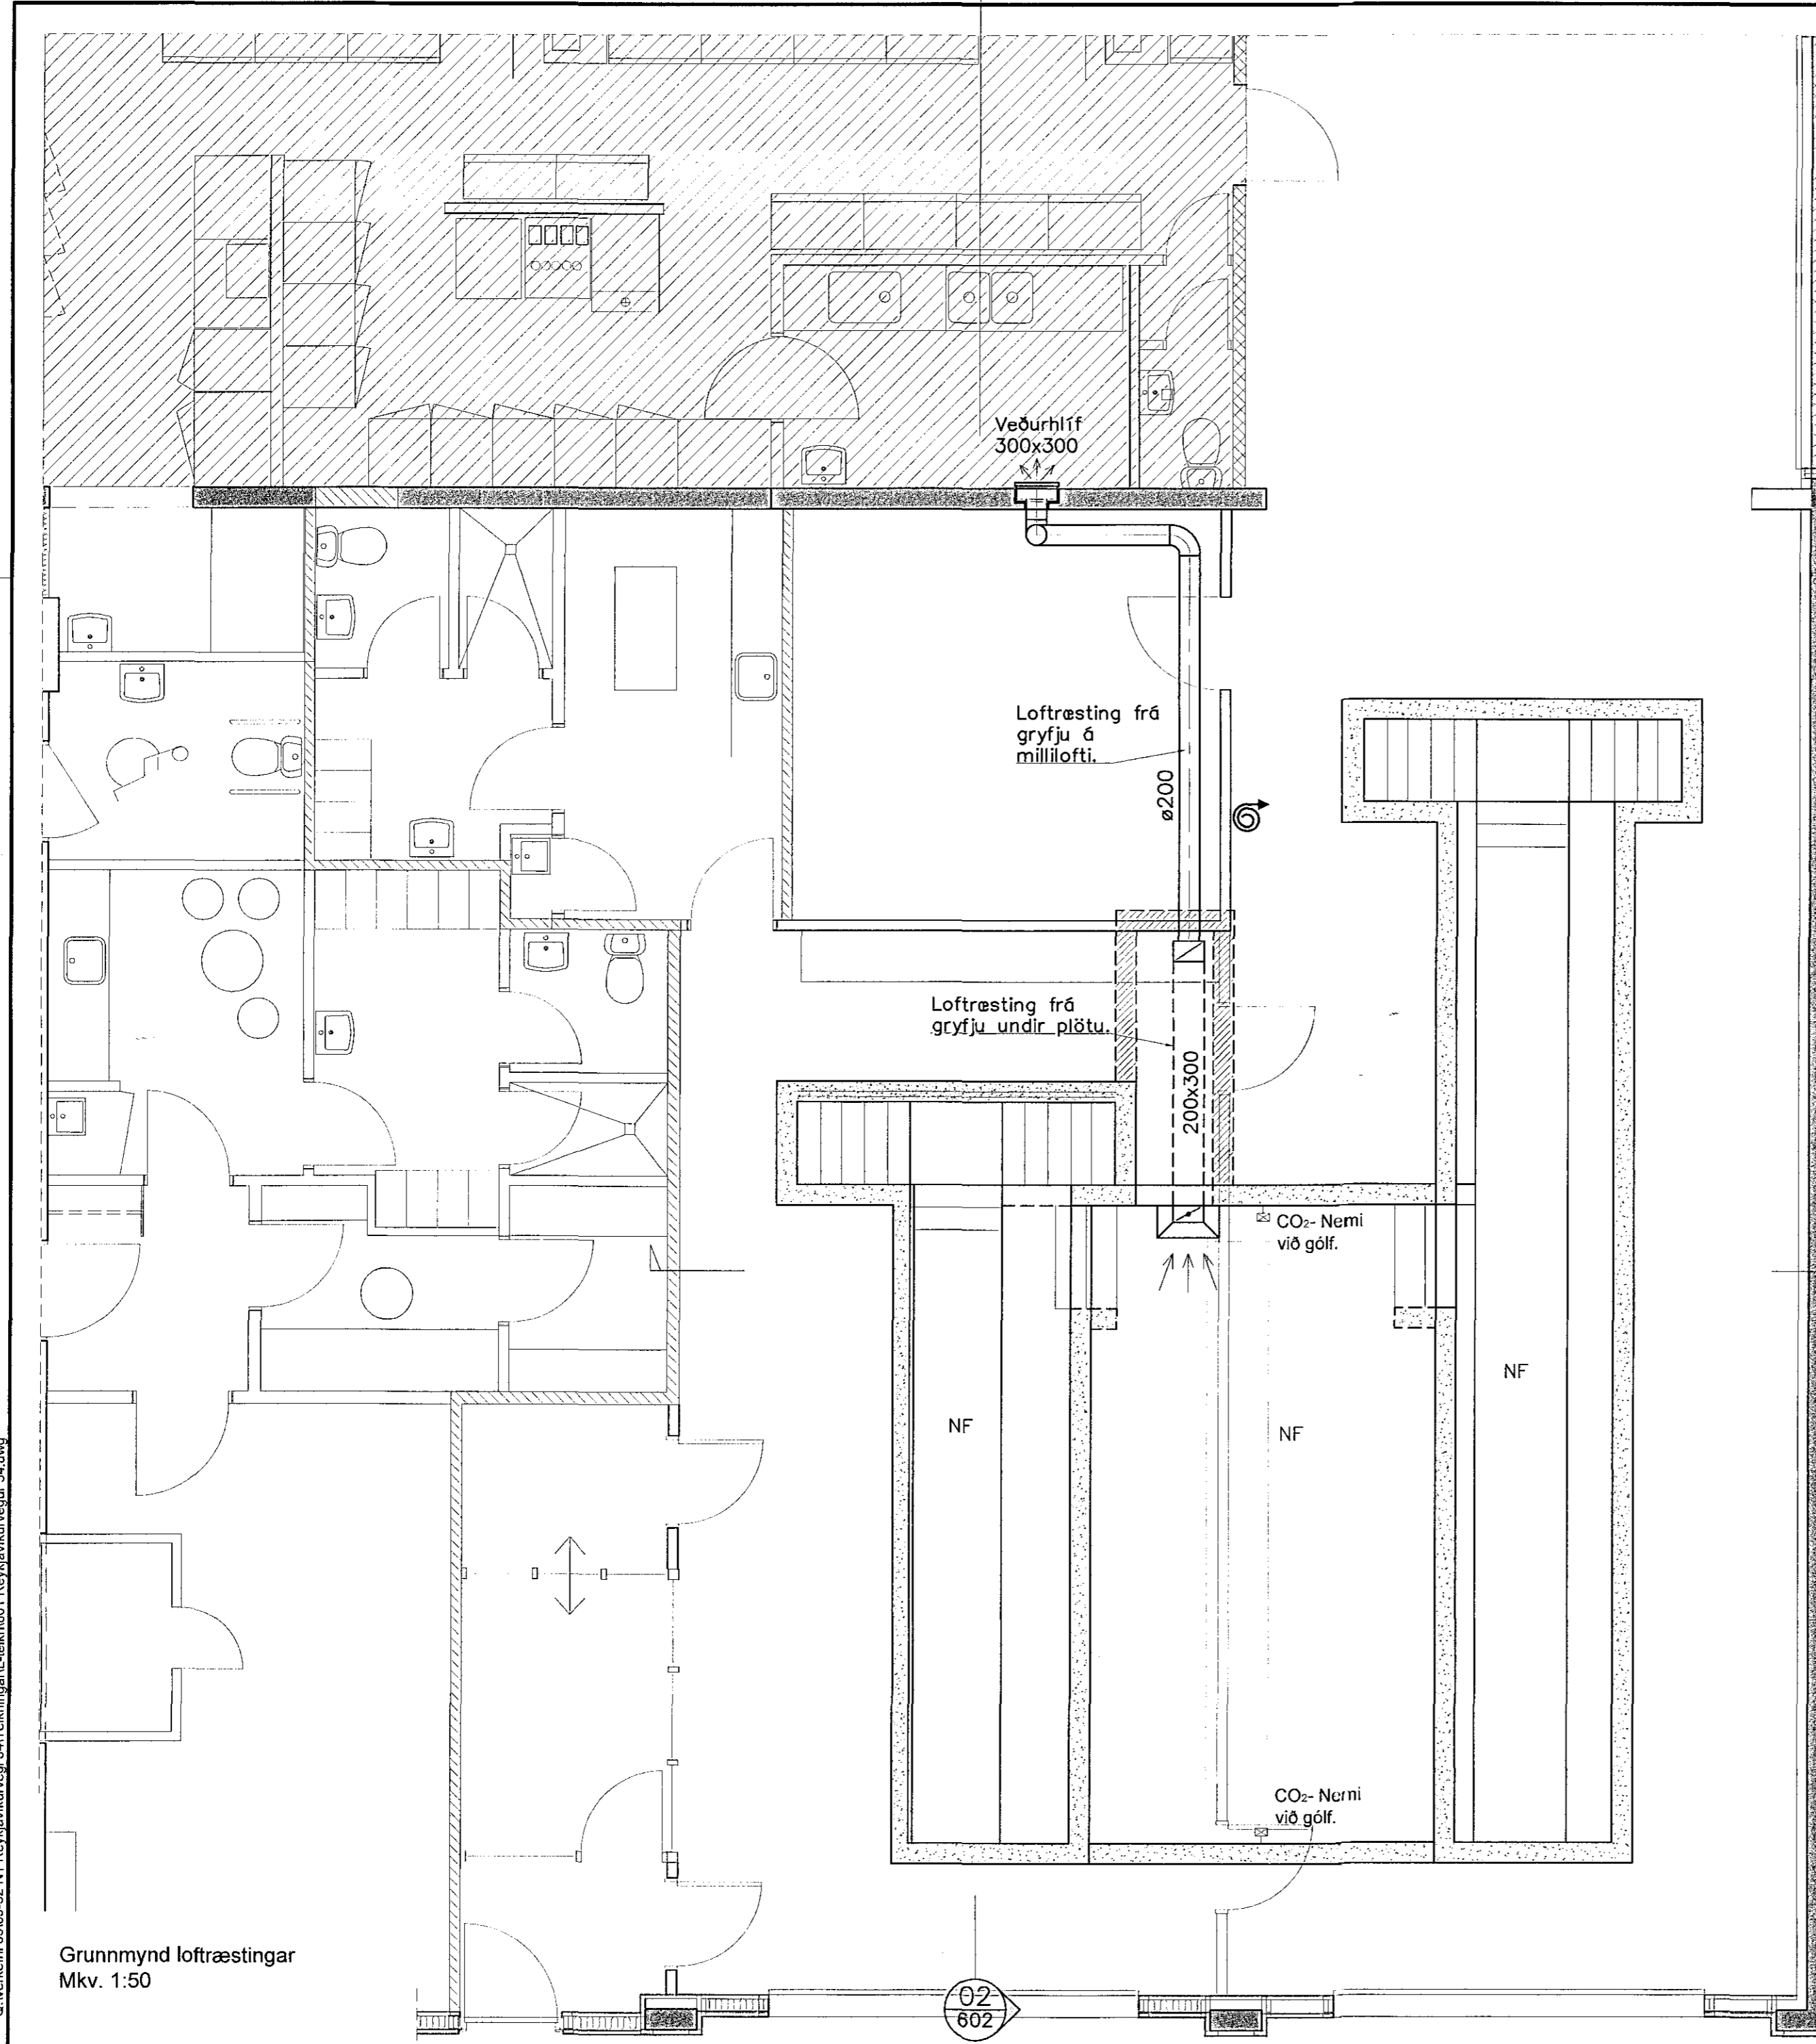 Veðurhlíf
300x300
Loftræsting frá
gryfju á
millilofti.
ø200
Loftræsting frá
gryfju undir plötu.
200x300
CO₂- Nemi
við gólf.
NF
NF
NF
CO₂- Nemi
við gólf.
Grunnmynd loftræstingar
Mkv. 1:50
02
602